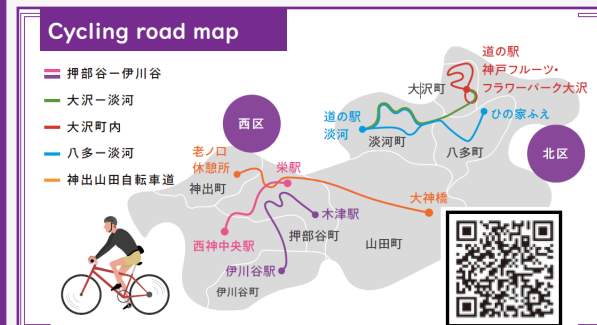 Cycling road map
押部谷ー伊川谷
大沢ー淡河
大沢町内
八多ー淡河
神出山田自転車道
西区
北区
道の駅
神戸フルーツ・
フラワーパーク大沢
大沢町
道の駅
淡河
淡河町
ひの家ふえ
八多町
老ノ口
休憩所
神出町
栄駅
大神橋
木津駅
西神中央駅
押部谷町
山田町
伊川谷駅
伊川谷町